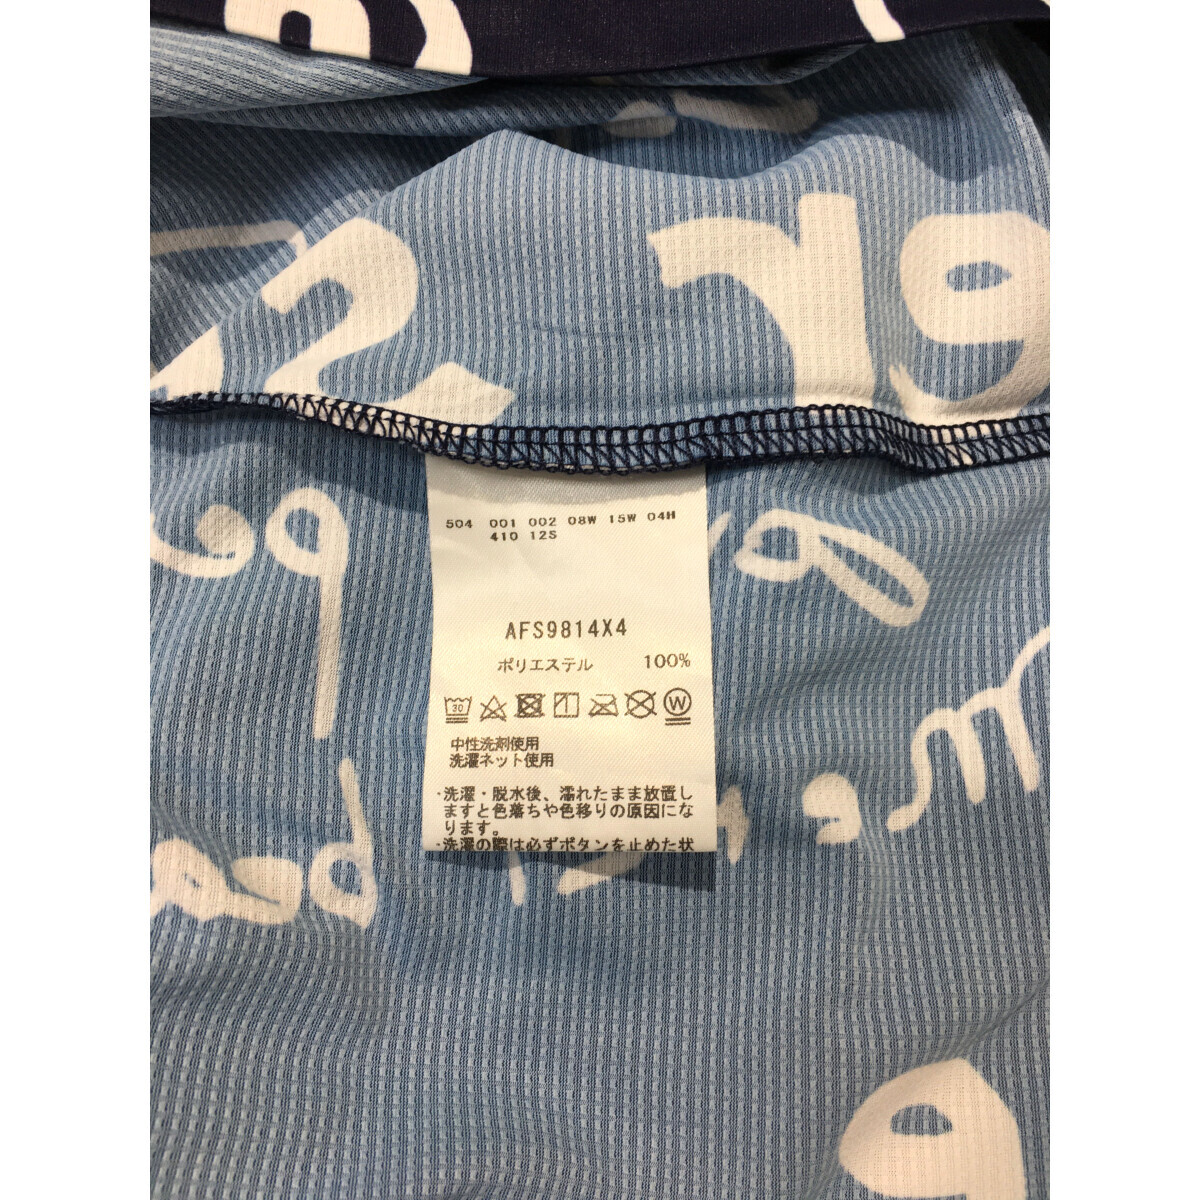 504 001 002 08W 15W 04H
410 12S
AFS9814X4
ポリエステル 100%
30
W
中性洗剤使用
洗濯ネット使用
・洗濯・脱水後、濡れたまま放置し
ますと色落ちや色移りの原因にな
ります。
・洗濯の際は必ずボタンを止めた状